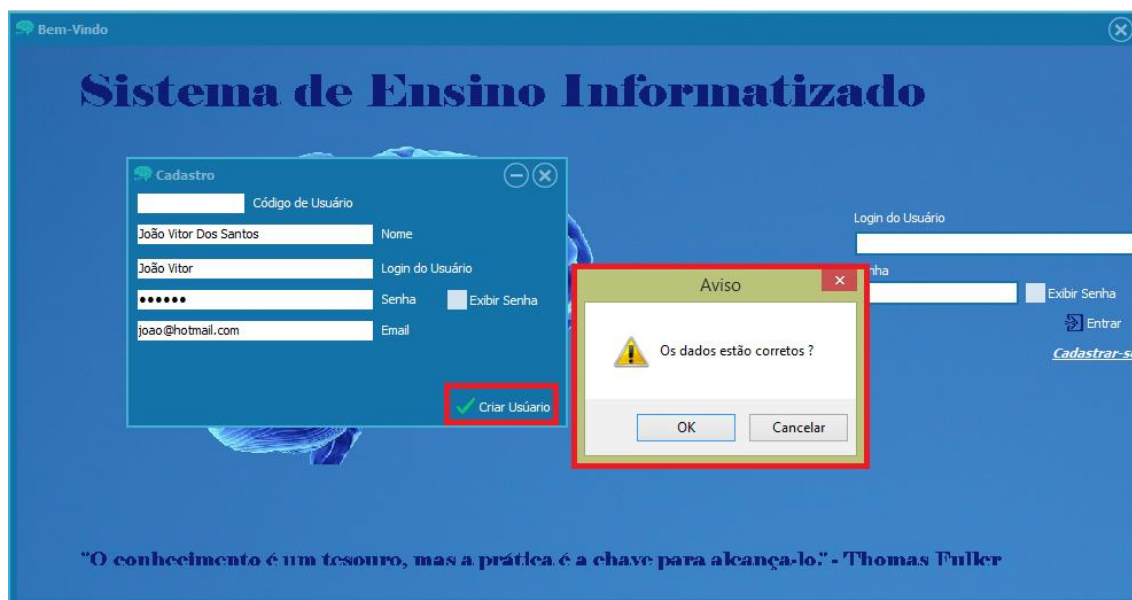 Bem-Vindo
Sistema de Ensino Informatizado
Cadastro
Código de Usuário
João Vitor Dos Santos Nome
João Vitor Login do Usuário
•••••• Senha Exibir Senha
joao@hotmail.com Email
Criar Usúario
Aviso
Os dados estão corretos ?
OK Cancelar
Login do Usuário
Exibir Senha
Entrar
"O conhecimento é um tesouro, mas a prática é a chave para alcança-lo." - Thomas Fuller